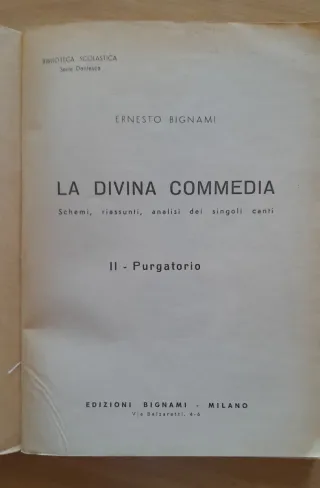 BIBLIOTECA SCOLASTICA
Serie Dantesca
ERNESTO BIGNAMI
LA DIVINA COMMEDIA
Schemi, riassunti, analisi dei singoli canti
II - Purgatorio
EDIZIONI BIGNAMI - MILANO
Via Balzaretti, 4-6